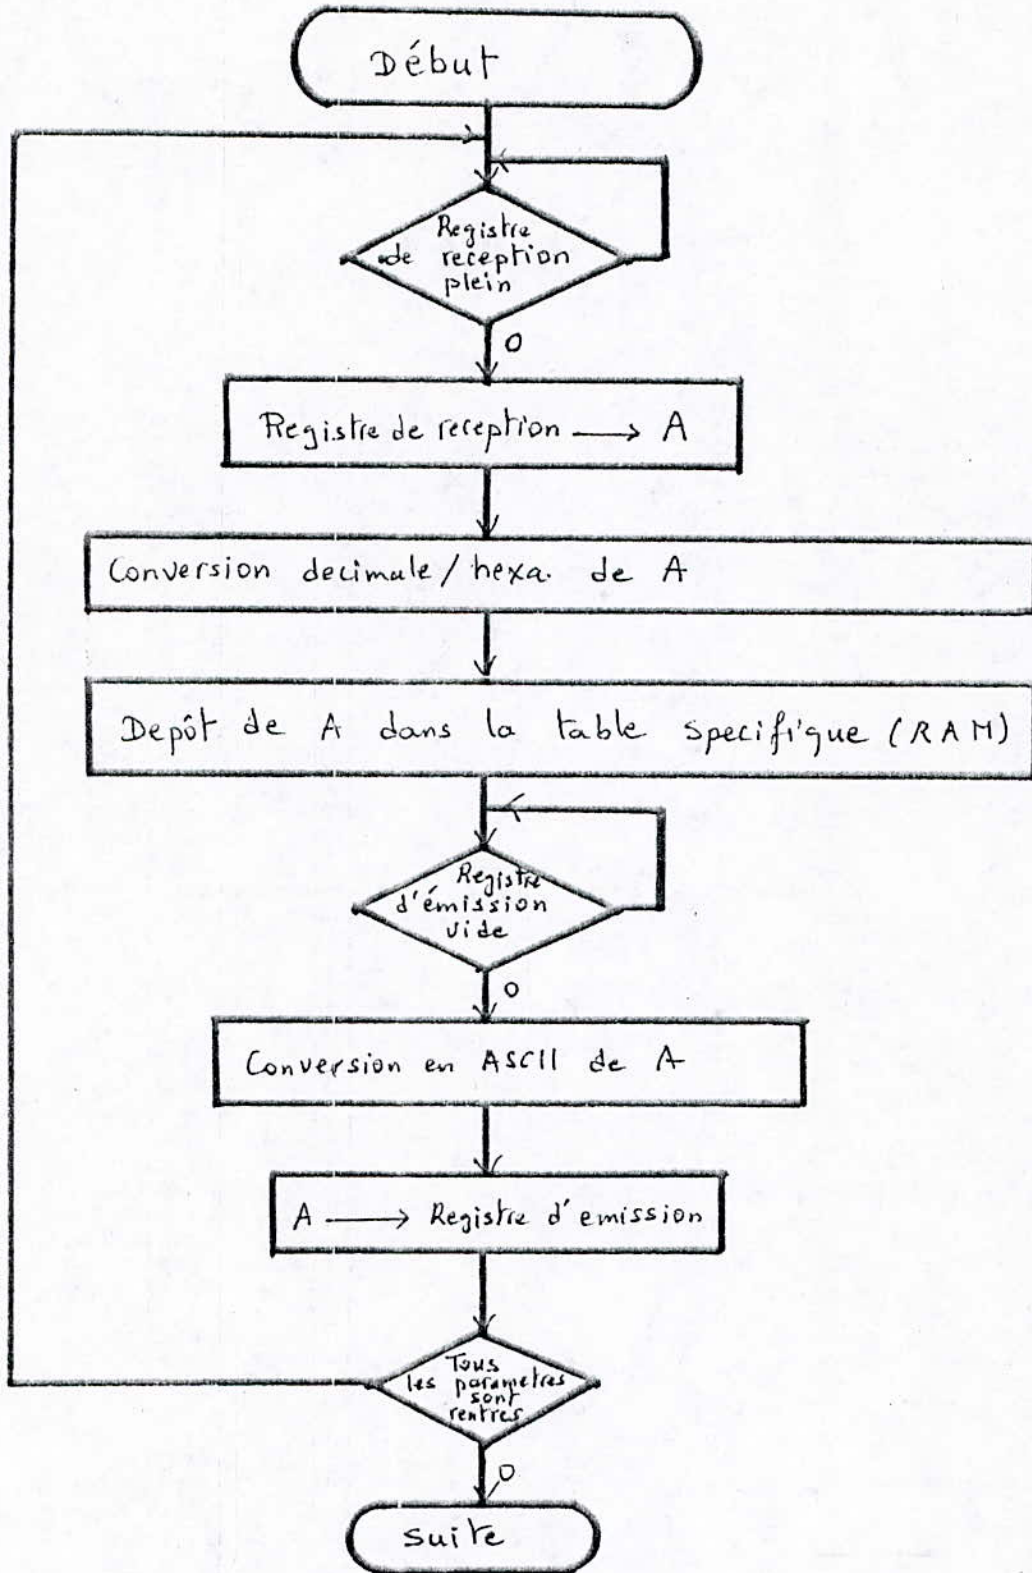 Début
Registre
de reception
plein
O
Registre de reception → A
Conversion decimale / hexa. de A
Depôt de A dans la table specifique (RAM)
Registre
d'émission
vide
O
Conversion en ASCII de A
A → Registre d'emission
Tous
les parametres
sont
rentres
O
suite